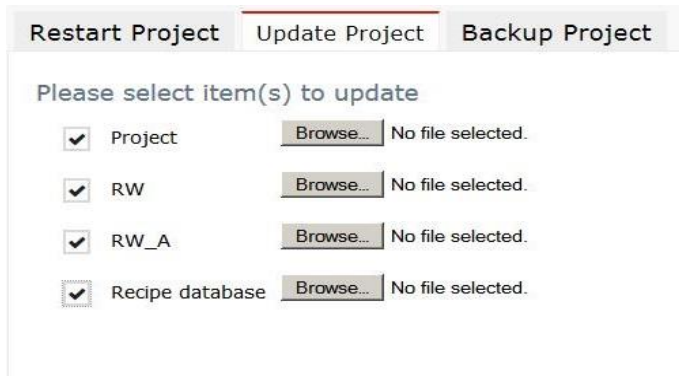 Restart Project Update Project Backup Project
Please select item(s) to update
Project Browse... No file selected.
RW Browse... No file selected.
RW_A Browse... No file selected.
Recipe database Browse... No file selected.